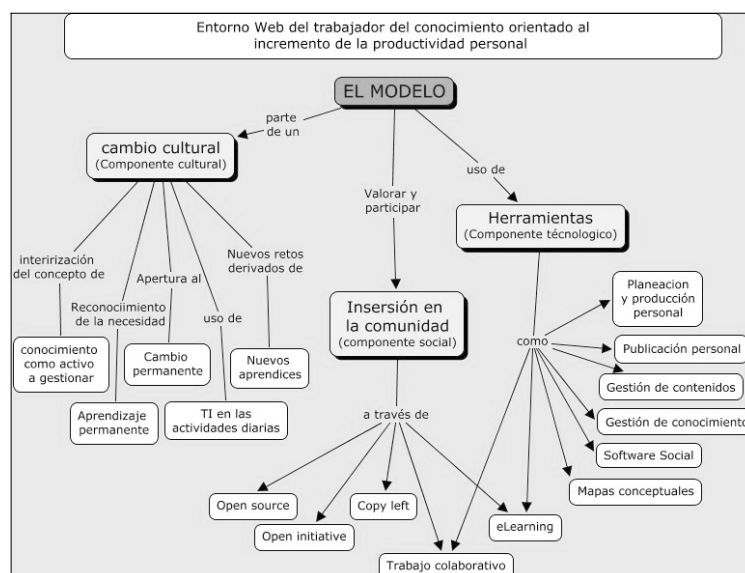 Entorno Web del trabajador del conocimiento orientado al
incremento de la productividad personal
EL MODELO
parte
de un
cambio cultural
(Componente cultural)
uso de
Valorar y
participar
Herramientas
(Componente técnologico)
interirización
del concepto de
Nuevos retos
derivados de
Apertura al
Reconociimento
de la necesidad
uso de
Inserción en
la comunidad
(componente social)
Planeacion
y producción
personal
conocimiento
como activo
a gestionar
Cambio
permanente
Nuevos
aprendices
como
Publicación personal
Gestión de contenidos
Aprendizaje
permanente
TI en las
actividades diarias
a través de
Gestión de conocimiento
Software Social
Mapas conceptuales
Open source
Copy left
eLearning
Open initiative
Trabajo colaborativo